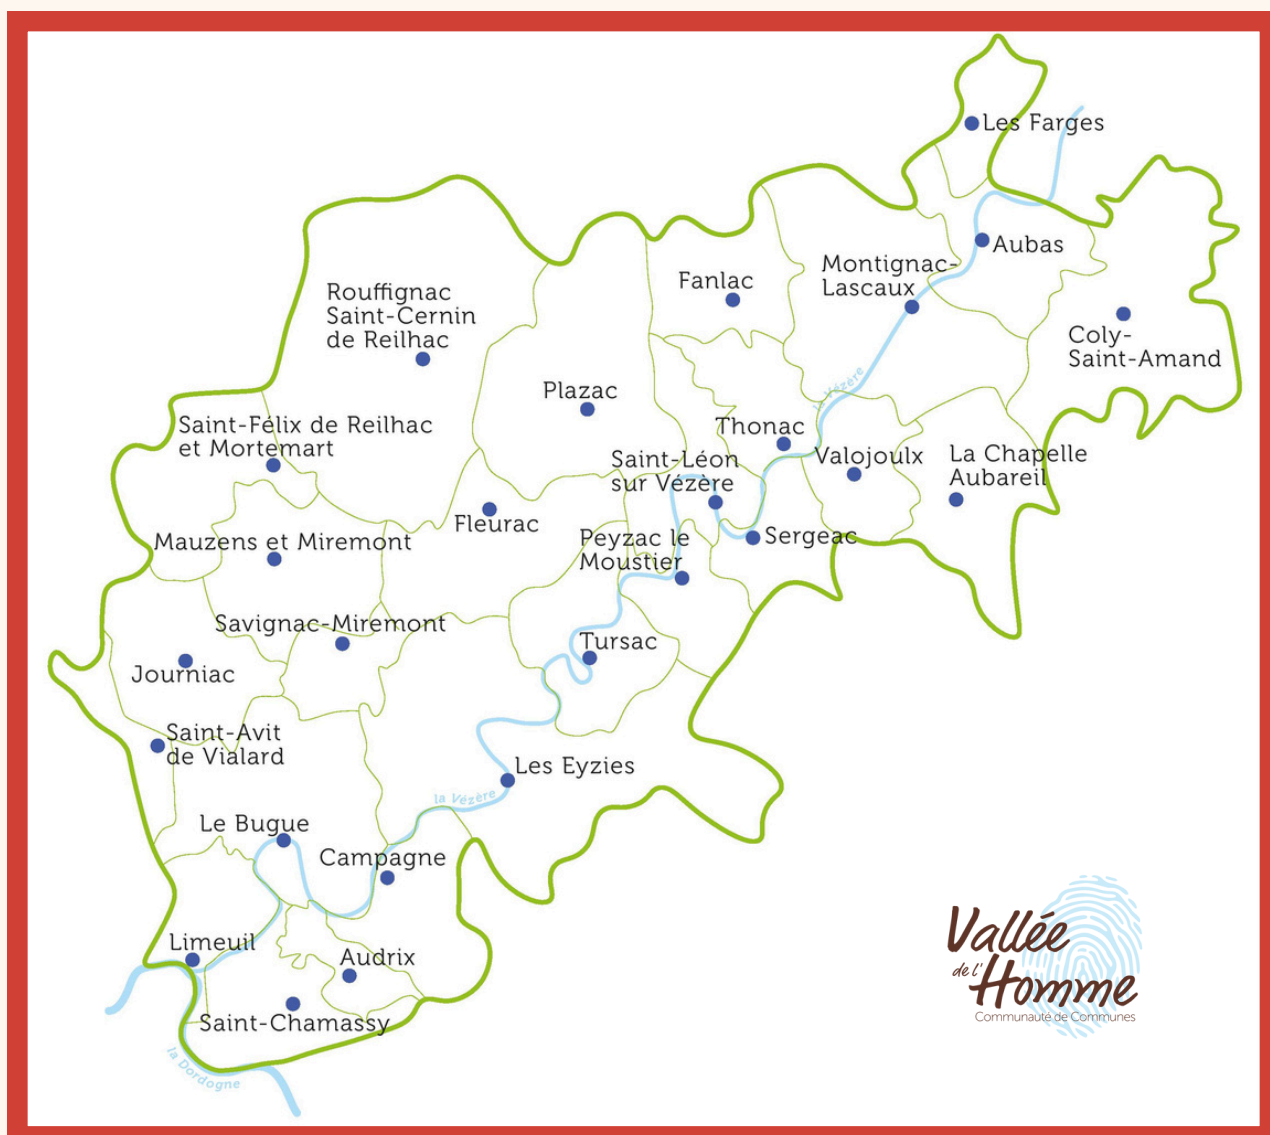 Les Farges
Aubas
Montignac-
Lascaux
Fanlac
Rouffignac
Saint-Cernin
de Reilhac
Coly-
Saint-Amand
Plazac
la Vézère
Saint-Félix de Reilhac
et Mortemart
Thonac
Valojoulx
La Chapelle
Aubareil
Saint-Léon
sur Vézère
Fleurac
Sergeac
Peyzac le
Moustier
Mauzens et Miremont
Savignac-Miremont
Tursac
Journiac
Saint-Avit
de Vialard
Les Eyzies
la Vézère
Le Bugue
Campagne
Limeuil
Audrix
Saint-Chamassy
la Dordogne
Vallée
de l'
Homme
Communauté de Communes